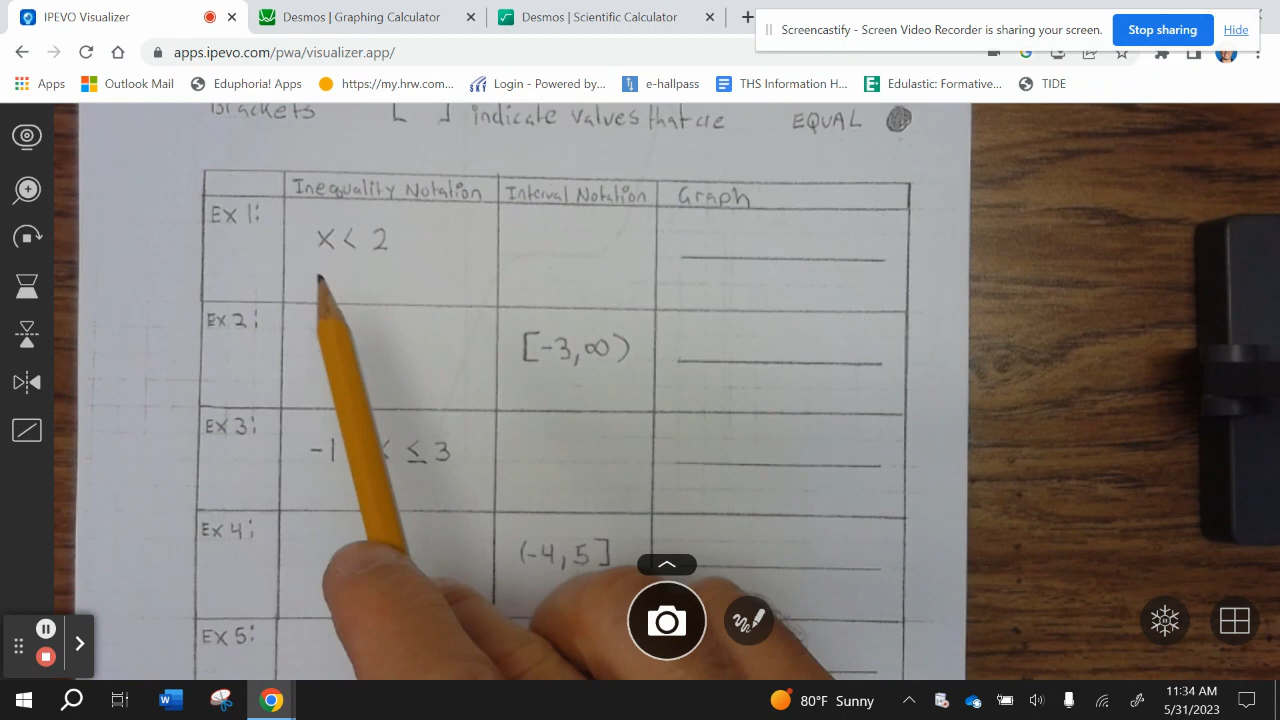 IPEVO Visualizer
Desmos | Graphing Calculator
Desmos | Scientific Calculator
Screencastify - Screen Video Recorder is sharing your screen.
Stop sharing
Hide
apps.ipevo.com/pwa/visualizer.app/
Apps
Outlook Mail
Eduphoria! App
https://my.hrw.com...
Login - Powered by...
e-hallpass
THS Information H...
Edulastic: Formative...
TIDE
Brackets [ ] indicate values that are EQUAL
Inequality Notation
Interval Notation
Graph
Ex 1:
x < 2
Ex 2:
[-3,∞)
Ex 3:
-1
≤ 3
Ex 4:
(-4, 5]
Ex 5:
80°F Sunny
11:34 AM
5/31/2023